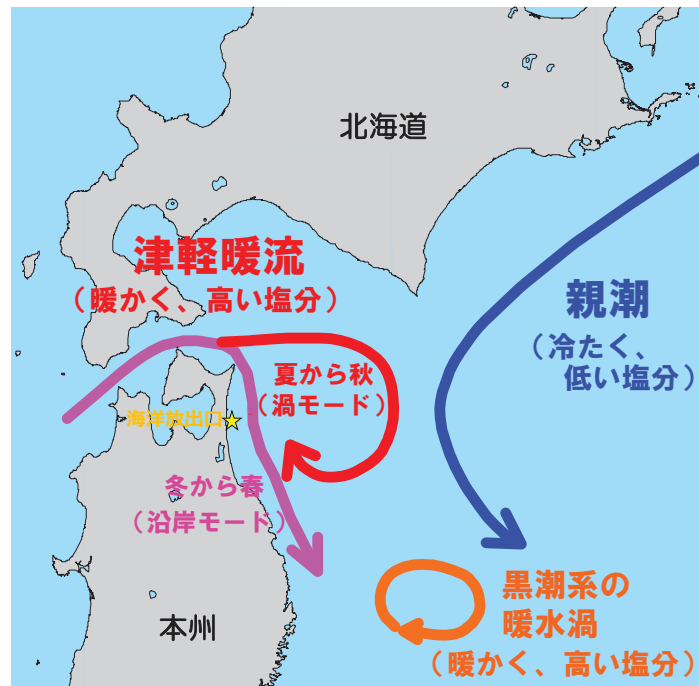 北海道
津軽暖流
（暖かく、高い塩分）
親潮
（冷たく、
低い塩分）
夏から秋
（渦モード）
海洋放出口
冬から春
（沿岸モード）
黒潮系の
暖水渦
（暖かく、高い塩分）
本州